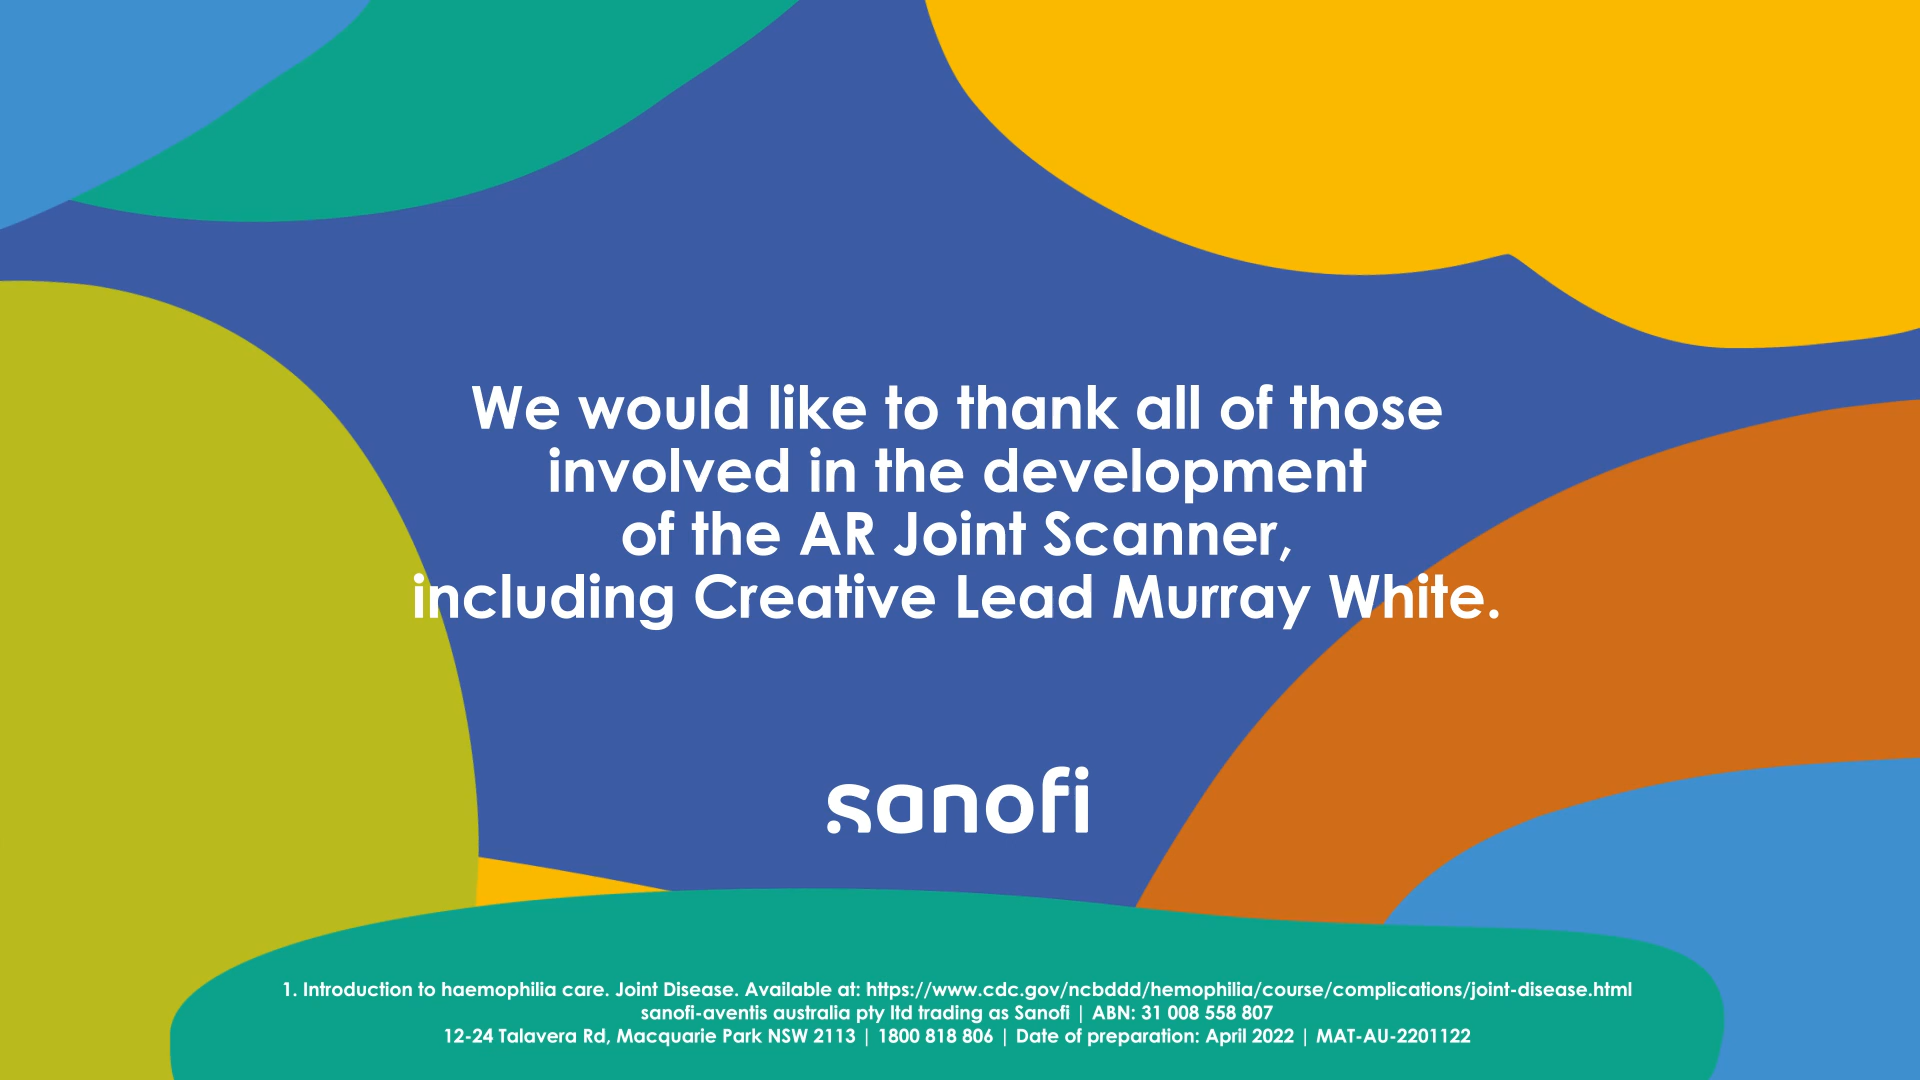 We would like to thank all of those
involved in the development
of the AR Joint Scanner,
including Creative Lead Murray White.
sanofi
1. Introduction to haemophilia care. Joint Disease. Available at: https://www.cdc.gov/ncbddd/hemophilia/course/complications/joint-disease.html
sanofi-aventis australia pty ltd trading as Sanofi | ABN: 31 008 558 807
12-24 Talavera Rd, Macquarie Park NSW 2113 | 1800 818 806 | Date of preparation: April 2022 | MAT-AU-2201122